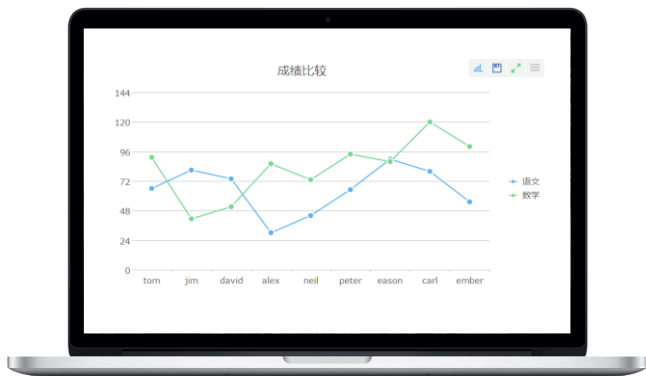 成绩比较
144
120
96
72
48
24
0
tom jim david alex neil peter eason carl ember
语文
数学